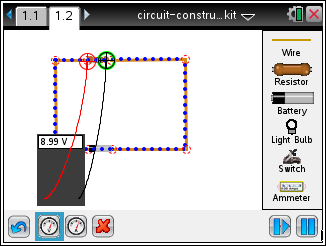 1.1 1.2 circuit-constru...kit
Wire
Resistor
Battery
Light Bulb
Switch
Ammeter
8.99 V